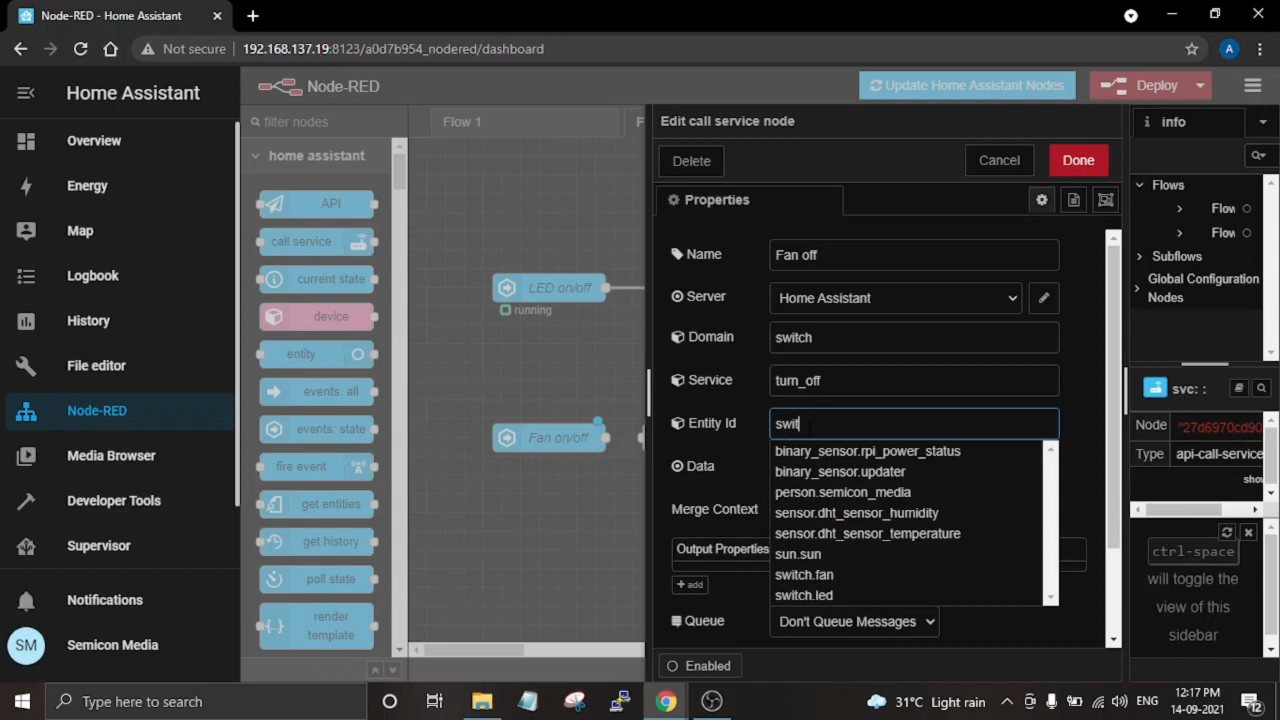 Node-RED - Home Assistant
Not secure
192.168.137.19:8123/a0d7b954_nodered/dashboard
A
Home Assistant
Overview
Energy
Map
Logbook
History
File editor
Node-RED
Media Browser
Developer Tools
Supervisor
Notifications
SM
Semicon Media
Node-RED
Update Home Assistant Nodes
Deploy
filter nodes
home assistant
API
call service
current state
device
entity
events: all
events: state
fire event
get entities
get history
poll state
render
template
Flow 1
F
LED on/off
running
Fan on/off
Edit call service node
Delete
Cancel
Done
Properties
Name
Fan off
Server
Home Assistant
Domain
switch
Service
turn_off
Entity Id
swit
binary_sensor.rpi_power_status
binary_sensor.updater
person.semicon_media
sensor.dht_sensor_humidity
sensor.dht_sensor_temperature
sun.sun
switch.fan
switch.led
Data
Merge Context
Output Properties
+ add
Queue
Don't Queue Messages
Enabled
i info
Flows
Flow
Flow
Subflows
Global Configuration
Nodes
svc: :
Node "27d6970cd90
Type api-call-service
show
ctrl-space
will toggle the
view of this
sidebar
Type here to search
31°C Light rain
ENG
12:17 PM
14-09-2021
12